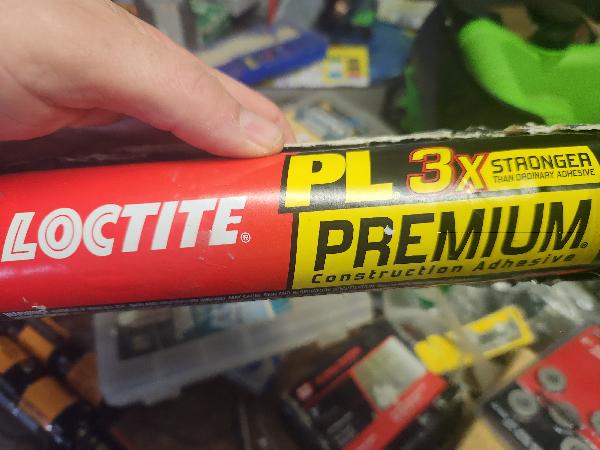 LOCTITE®
PL 3X STRONGER
THAN ORDINARY ADHESIVE
PREMIUM®
Construction Adhesive